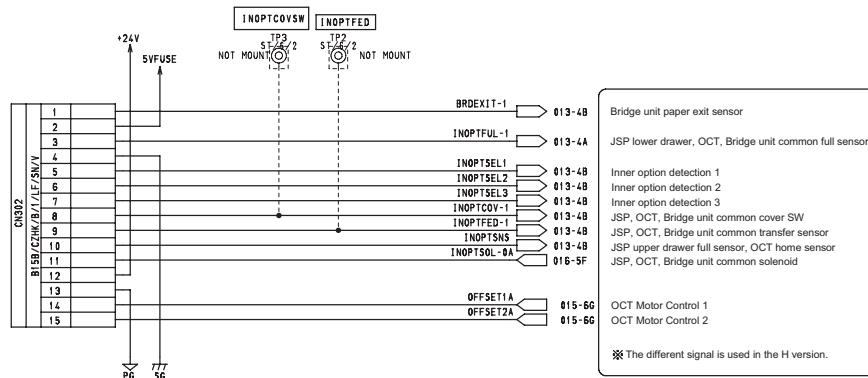 INOPTCOVSW
INOPTFED
TP3
ST/6/2
NOT MOUNT
TP2
ST/6/2
NOT MOUNT
+24V
5VFUSE
CN302
B15B/CZHK/B/1/LF/SN/V
1
2
3
4
5
6
7
8
9
10
11
12
13
14
15
BRDEXIT-1
013-4B
Bridge unit paper exit sensor
INOPTFUL-1
013-4A
JSP lower drawer, OCT, Bridge unit common full sensor
INOPTSEL1
013-4B
Inner option detection 1
INOPTSEL2
013-4B
Inner option detection 2
INOPTSEL3
013-4B
Inner option detection 3
INOPTCOV-1
013-4B
JSP, OCT, Bridge unit common cover SW
INOPTFED-1
013-4B
JSP, OCT, Bridge unit common transfer sensor
INOPTSNS
013-4B
JSP upper drawer full sensor, OCT home sensor
INOPTSOL-0A
016-5F
JSP, OCT, Bridge unit common solenoid
OFFSET1A
015-6G
OCT Motor Control 1
OFFSET2A
015-6G
OCT Motor Control 2
※ The different signal is used in the H version.
PG
SG